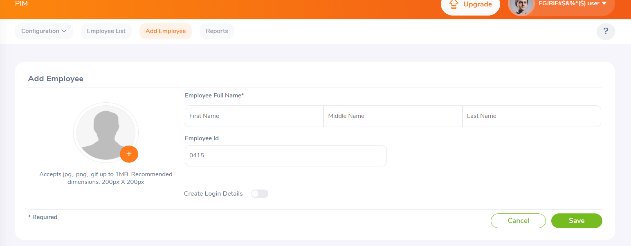 PIM
Upgrade
user
Configuration
Employee List
Add Employee
Reports
?
Add Employee
Employee Full Name*
First Name
Middle Name
Last Name
Employee Id
0415
Accepts jpg, .png, .gif up to 1MB. Recommended
dimensions: 200px X 200px
Create Login Details
* Required
Cancel
Save